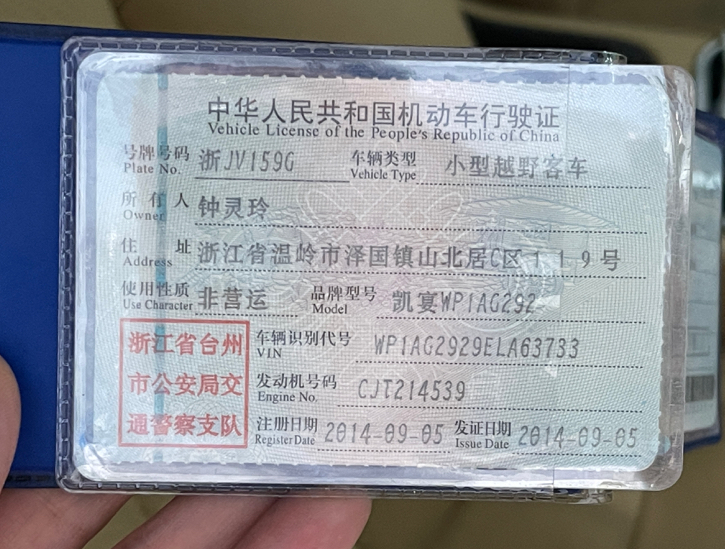 中华人民共和国机动车行驶证
Vehicle License of the People's Republic of China
号牌号码 浙JV159G 车辆类型 小型越野客车
Plate No. Vehicle Type
所有人 钟灵玲
Owner
住址 浙江省温岭市泽国镇山北居C区119号
Address
使用性质 非营运 品牌型号 凯宴WP1AG292
Use Character Model
浙江省台州
市公安局交
通警察支队
车辆识别代号 WP1AG2929ELA63733
VIN
发动机号码 CJT214539
Engine No.
注册日期 2014-09-05 发证日期 2014-09-05
Register Date Issue Date